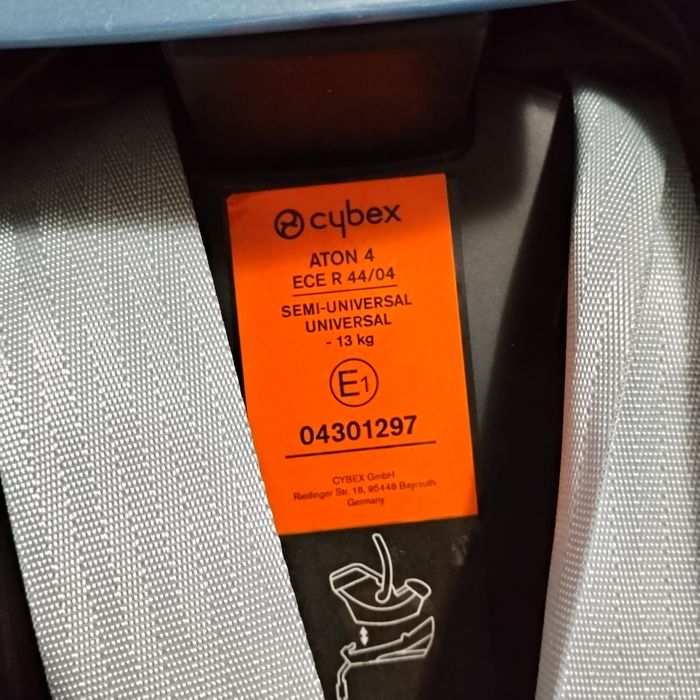 cybex
ATON 4
ECE R 44/04
SEMI-UNIVERSAL
UNIVERSAL
- 13 kg
E1
04301297
CYBEX GmbH
Riedinger Str. 18, 95448 Bayreuth
Germany